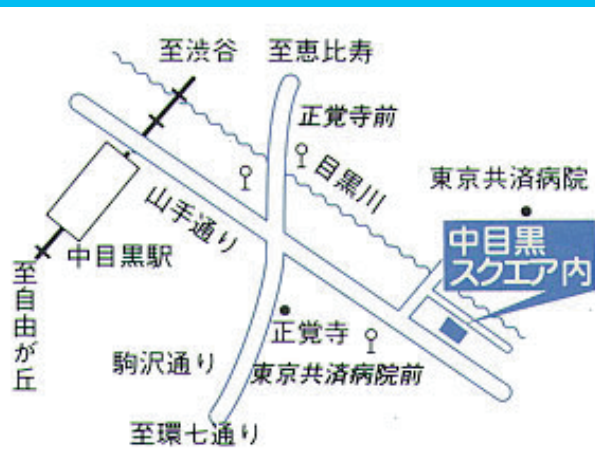 至渋谷
至恵比寿
正覚寺前
目黒川
東京共済病院
山手通り
中目黒
スクエア内
中目黒駅
至自由が丘
正覚寺
駒沢通り
東京共済病院前
至環七通り